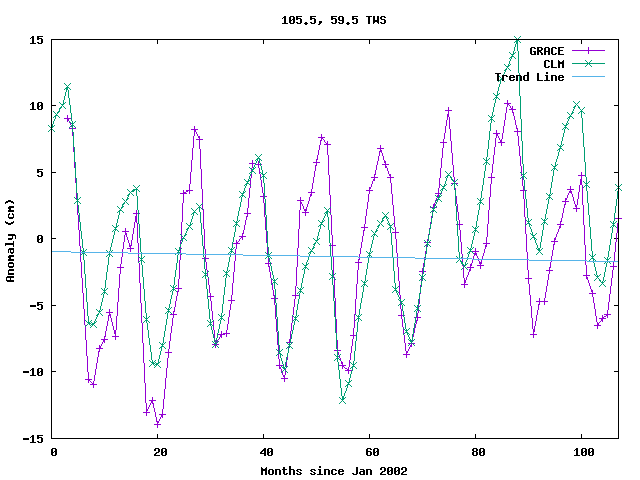 105.5, 59.5 TWS
15
10
5
0
-5
-10
-15
Anomaly (cm)
GRACE
CLM
Trend Line
0 20 40 60 80 100
Months since Jan 2002